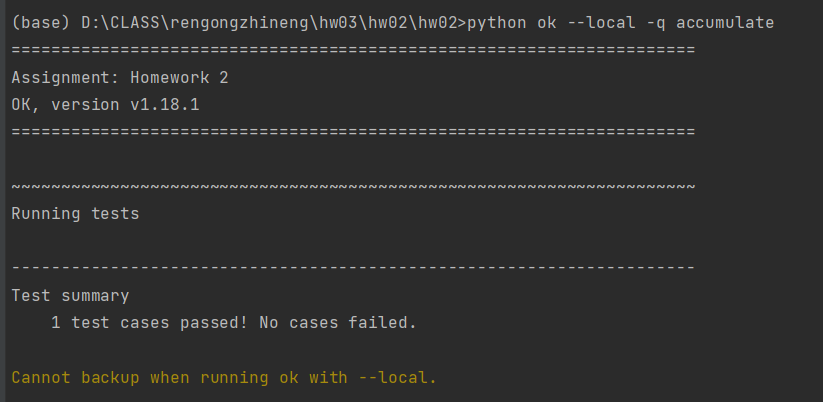 (base) D:\CLASS\rengongzhineng\hw03\hw02\hw02>python ok --local -q accumulate
=====================================================================
Assignment: Homework 2
OK, version v1.18.1
=====================================================================
~~~~~~~~~~~~~~~~~~~~~~~~~~~~~~~~~~~~~~~~~~~~~~~~~~~~~~~~~~~~~~~~~~~~~
Running tests
---------------------------------------------------------------------
Test summary
    1 test cases passed! No cases failed.
Cannot backup when running ok with --local.